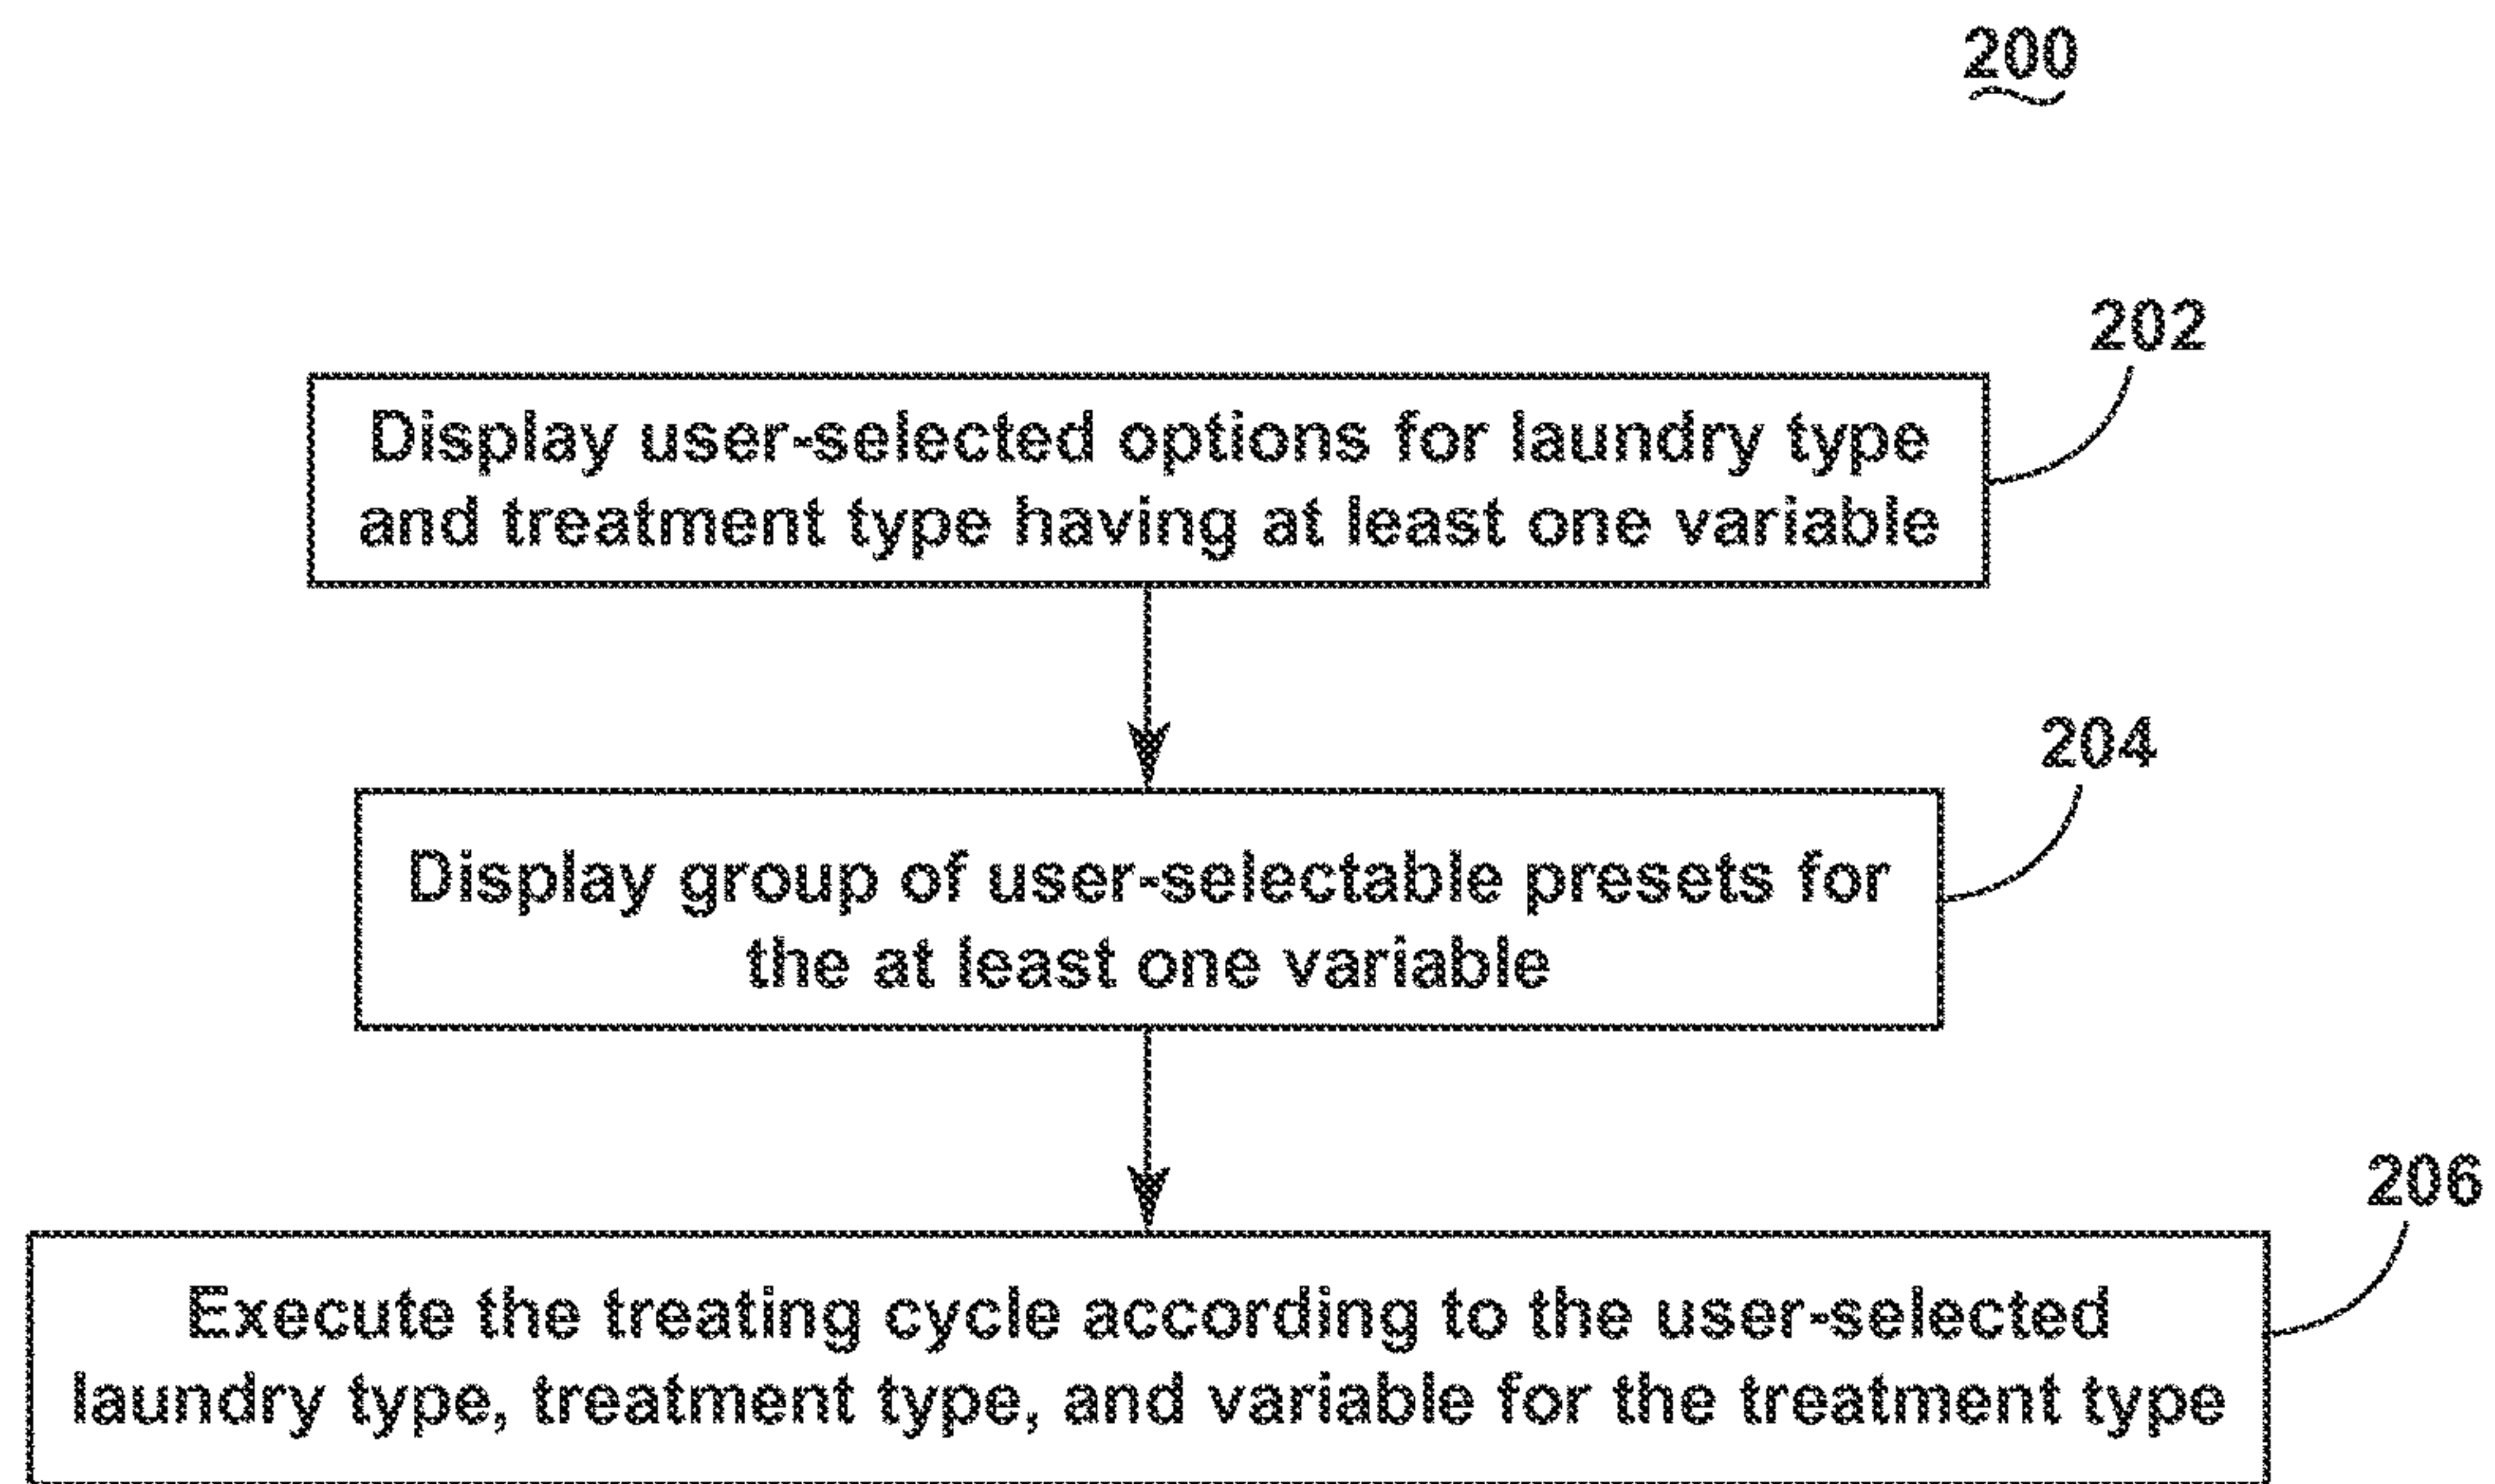 200
202
Display user-selected options for laundry type
and treatment type having at least one variable
204
Display group of user-selectable presets for
the at least one variable
206
Execute the treating cycle according to the user-selected
laundry type, treatment type, and variable for the treatment type